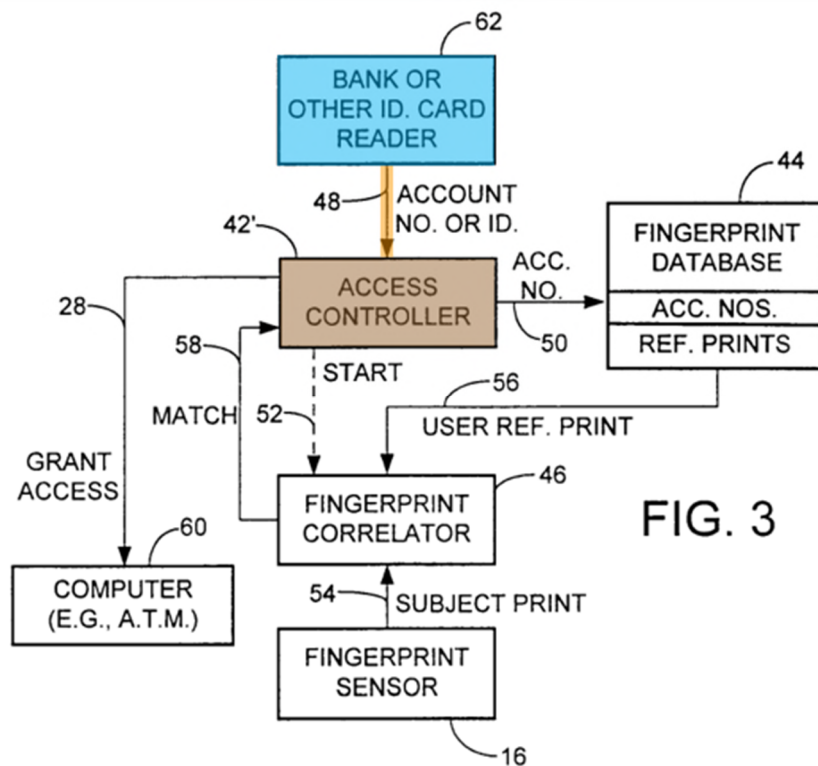 62
BANK OR
OTHER ID. CARD
READER
48
ACCOUNT
NO. OR ID.
44
42'
ACCESS
CONTROLLER
ACC.
NO.
50
FINGERPRINT
DATABASE
ACC. NOS.
REF. PRINTS
28
58
START
52
MATCH
56
USER REF. PRINT
GRANT
ACCESS
46
FINGERPRINT
CORRELATOR
FIG. 3
60
COMPUTER
(E.G., A.T.M.)
54
SUBJECT PRINT
FINGERPRINT
SENSOR
16